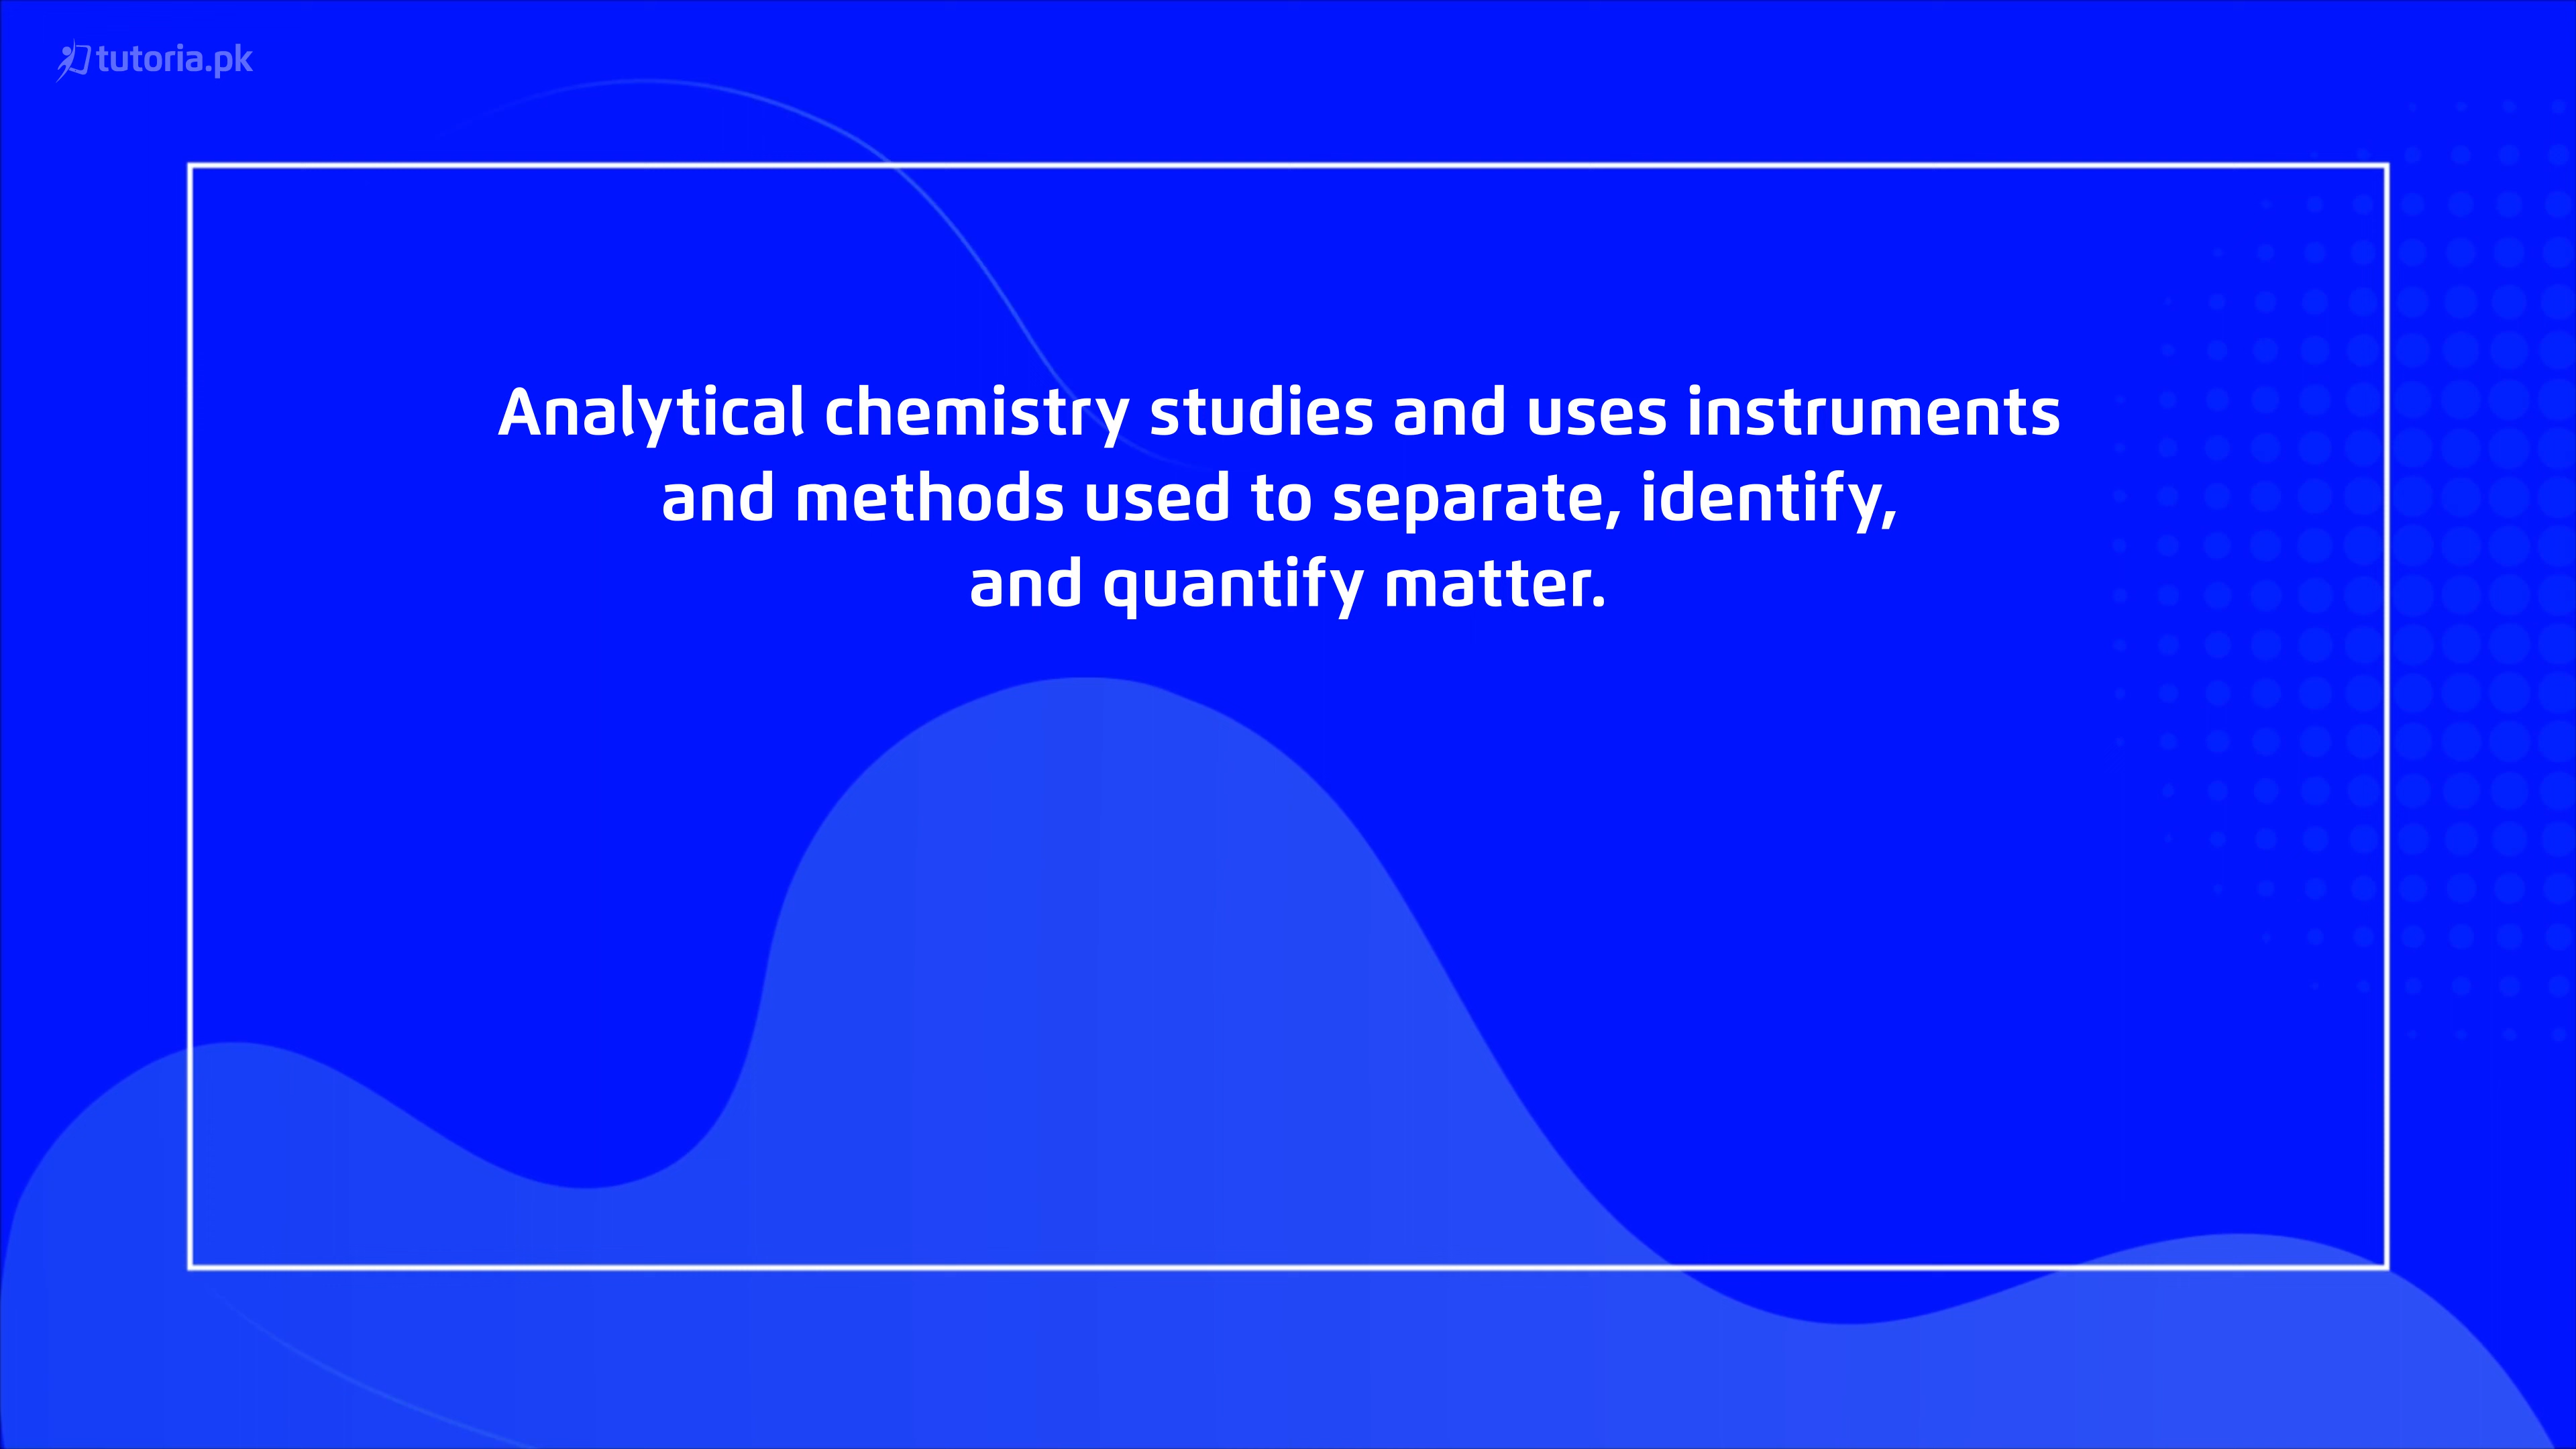 tutoria.pk
Analytical chemistry studies and uses instruments
and methods used to separate, identify,
and quantify matter.